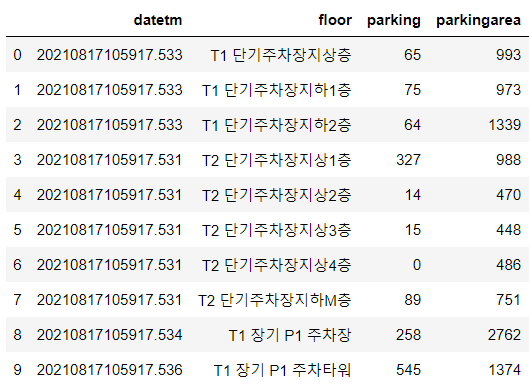 datetm floor parking parkingarea
0 20210817105917.533 T1 단기주차장지상층 65 993
1 20210817105917.533 T1 단기주차장지하1층 75 973
2 20210817105917.533 T1 단기주차장지하2층 64 1339
3 20210817105917.531 T2 단기주차장지상1층 327 988
4 20210817105917.531 T2 단기주차장지상2층 14 470
5 20210817105917.531 T2 단기주차장지상3층 15 448
6 20210817105917.531 T2 단기주차장지상4층 0 486
7 20210817105917.531 T2 단기주차장지하M층 89 751
8 20210817105917.534 T1 장기 P1 주차장 258 2762
9 20210817105917.536 T1 장기 P1 주차타워 545 1374